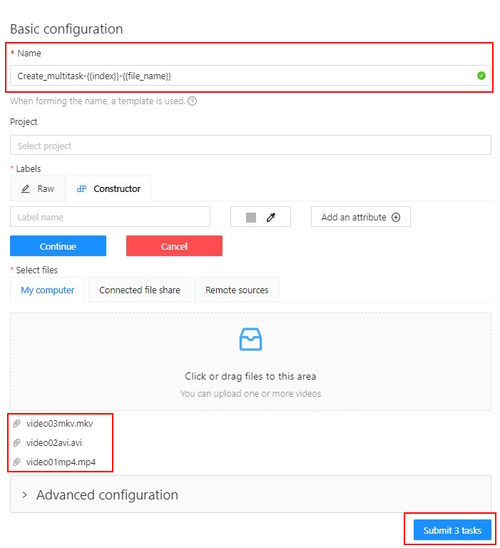 Basic configuration
* Name
Create_multitask-{{index}}-{{file_name}}
When forming the name, a template is used. ?
Project
Select project
* Labels
Raw Constructor
Label name Add an attribute
Continue Cancel
* Select files
My computer Connected file share Remote sources
Click or drag files to this area
You can upload one or more videos
video03mkv.mkv
video02avi.avi
video01mp4.mp4
> Advanced configuration
Submit 3 tasks